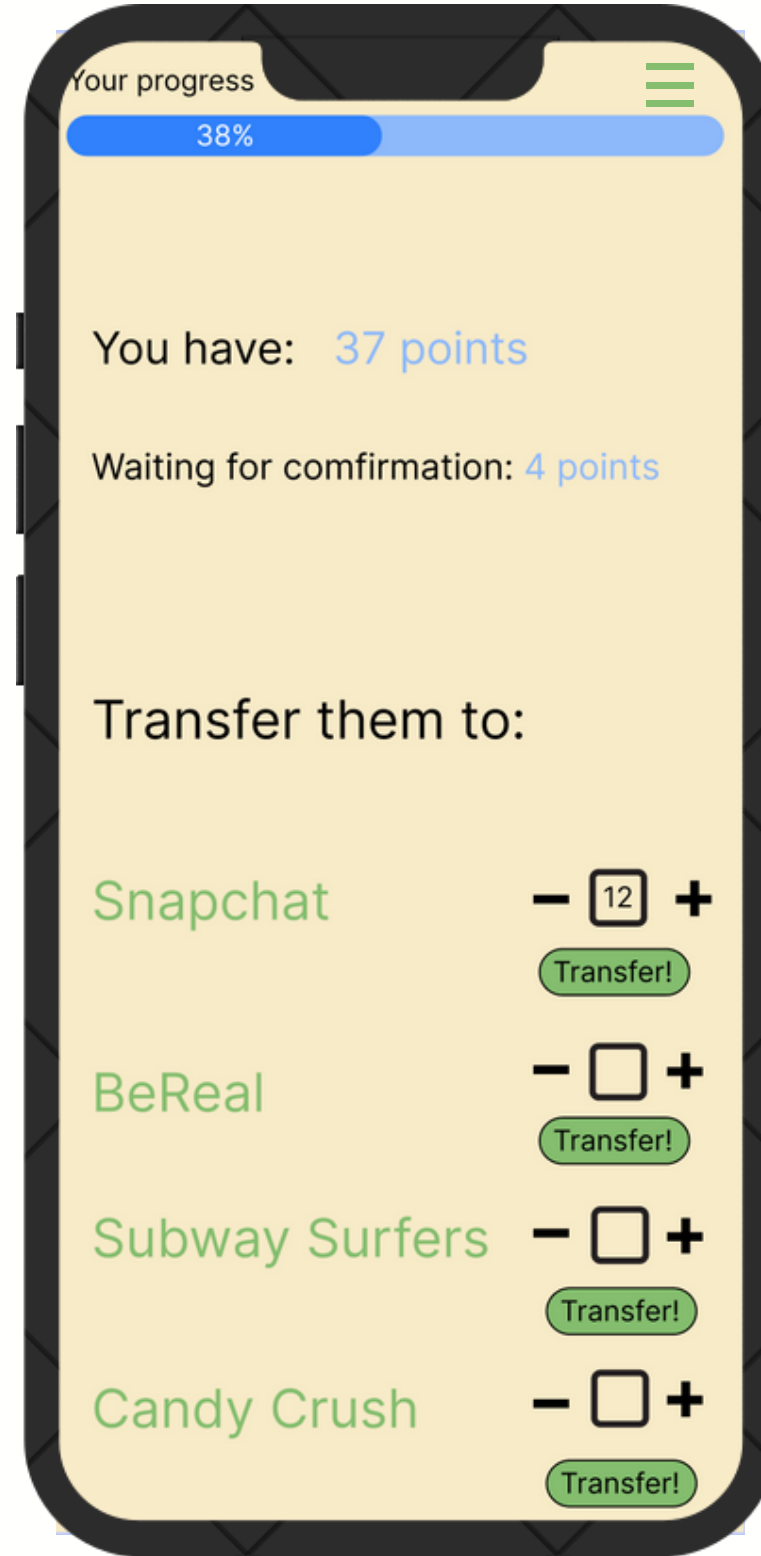 Your progress
38%
You have: 37 points
Waiting for comfirmation: 4 points
Transfer them to:
Snapchat − 12 +
Transfer!
BeReal − +
Transfer!
Subway Surfers − +
Transfer!
Candy Crush − +
Transfer!